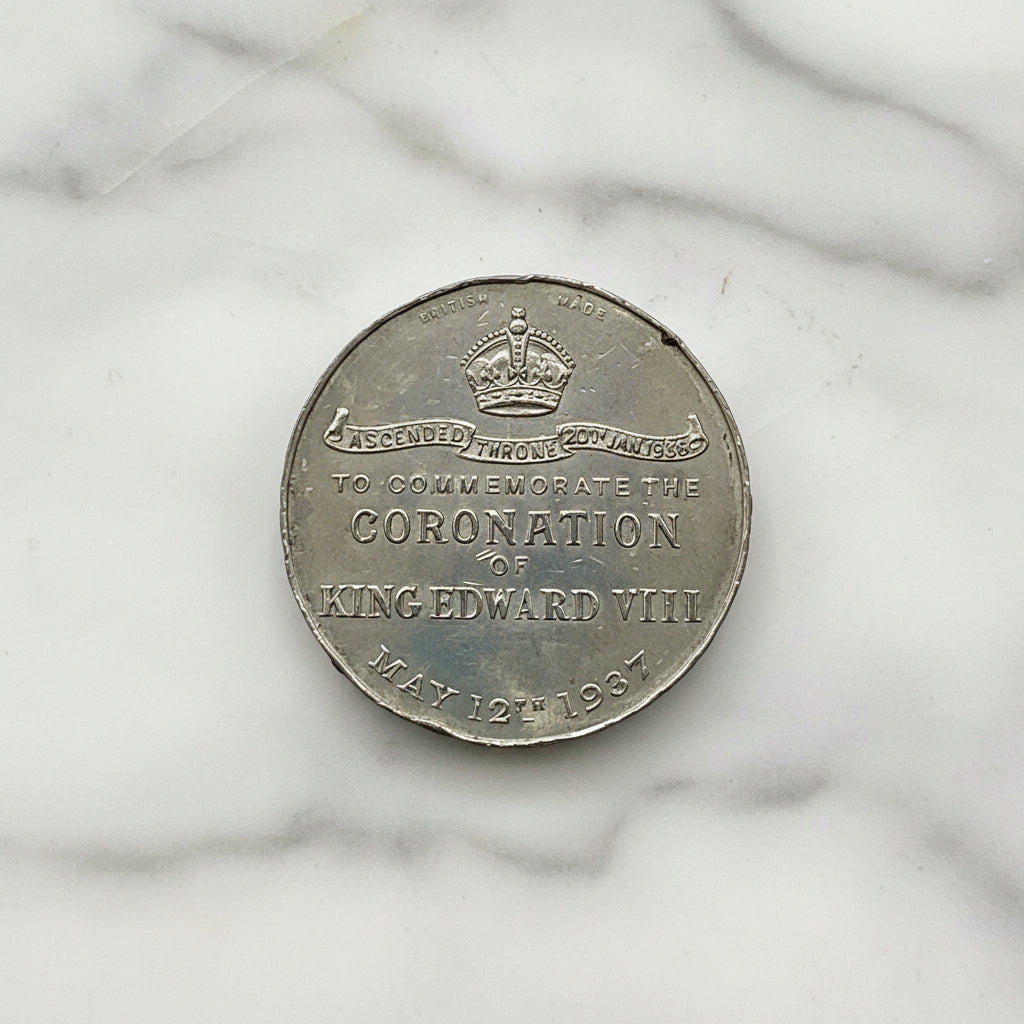 BRITISH MADE
ASCENDED THRONE 20TH JAN. 1936
TO COMMEMORATE THE
CORONATION
OF
KING EDWARD VIII
MAY 12TH 1937